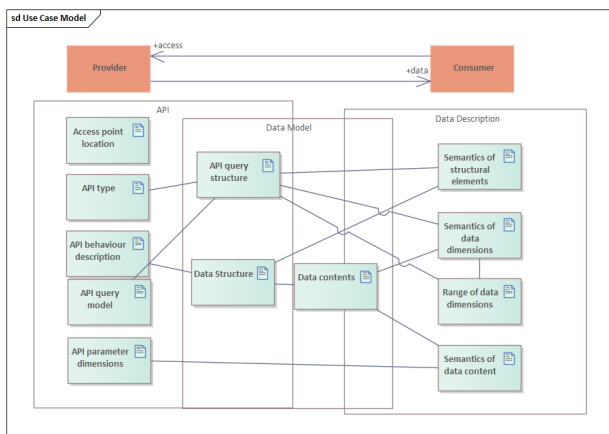 sd Use Case Model
+access
Provider
Consumer
+data
API
Data Model
Data Description
Access point
location
API query
structure
Semantics of
structural
elements
API type
Semantics of
data
dimensions
API behaviour
description
Data Structure
Data contents
API query
model
Range of data
dimensions
API parameter
dimensions
Semantics of
data content